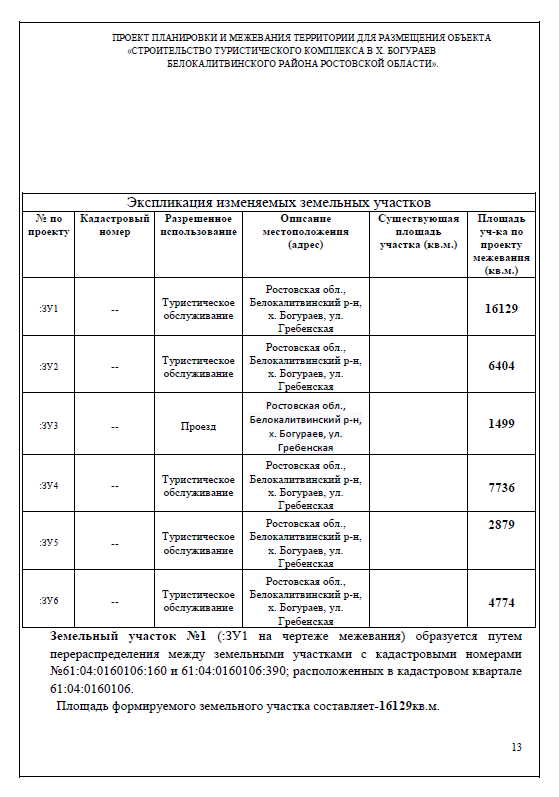 ПРОЕКТ ПЛАНИРОВКИ И МЕЖЕВАНИЯ ТЕРРИТОРИИ ДЛЯ РАЗМЕЩЕНИЯ ОБЪЕКТА
«СТРОИТЕЛЬСТВО ТУРИСТИЧЕСКОГО КОМПЛЕКСА В Х. БОГУРАЕВ
БЕЛОКАЛИТВИНСКОГО РАЙОНА РОСТОВСКОЙ ОБЛАСТИ».
Экспликация изменяемых земельных участков
№ по
проекту
Кадастровый
номер
Разрешенное
использование
Описание
местоположения
(адрес)
Существующая
площадь
участка (кв.м.)
Площадь
уч-ка по
проекту
межевания
(кв.м.)
:ЗУ1
--
Туристическое
обслуживание
Ростовская обл.,
Белокалитвинский р-н,
х. Богураев, ул.
Гребенская
16129
:ЗУ2
--
Туристическое
обслуживание
Ростовская обл.,
Белокалитвинский р-н,
х. Богураев, ул.
Гребенская
6404
:ЗУ3
--
Проезд
Ростовская обл.,
Белокалитвинский р-н,
х. Богураев, ул.
Гребенская
1499
:ЗУ4
--
Туристическое
обслуживание
Ростовская обл.,
Белокалитвинский р-н,
х. Богураев, ул.
Гребенская
7736
:ЗУ5
--
Туристическое
обслуживание
Ростовская обл.,
Белокалитвинский р-н,
х. Богураев, ул.
Гребенская
2879
:ЗУ6
--
Туристическое
обслуживание
Ростовская обл.,
Белокалитвинский р-н,
х. Богураев, ул.
Гребенская
4774
Земельный участок №1 (:ЗУ1 на чертеже межевания) образуется путем
перераспределения между земельными участками с кадастровыми номерами
№61:04:0160106:160 и 61:04:0160106:390; расположенных в кадастровом квартале
61:04:0160106.
Площадь формируемого земельного участка составляет-16129кв.м.
13